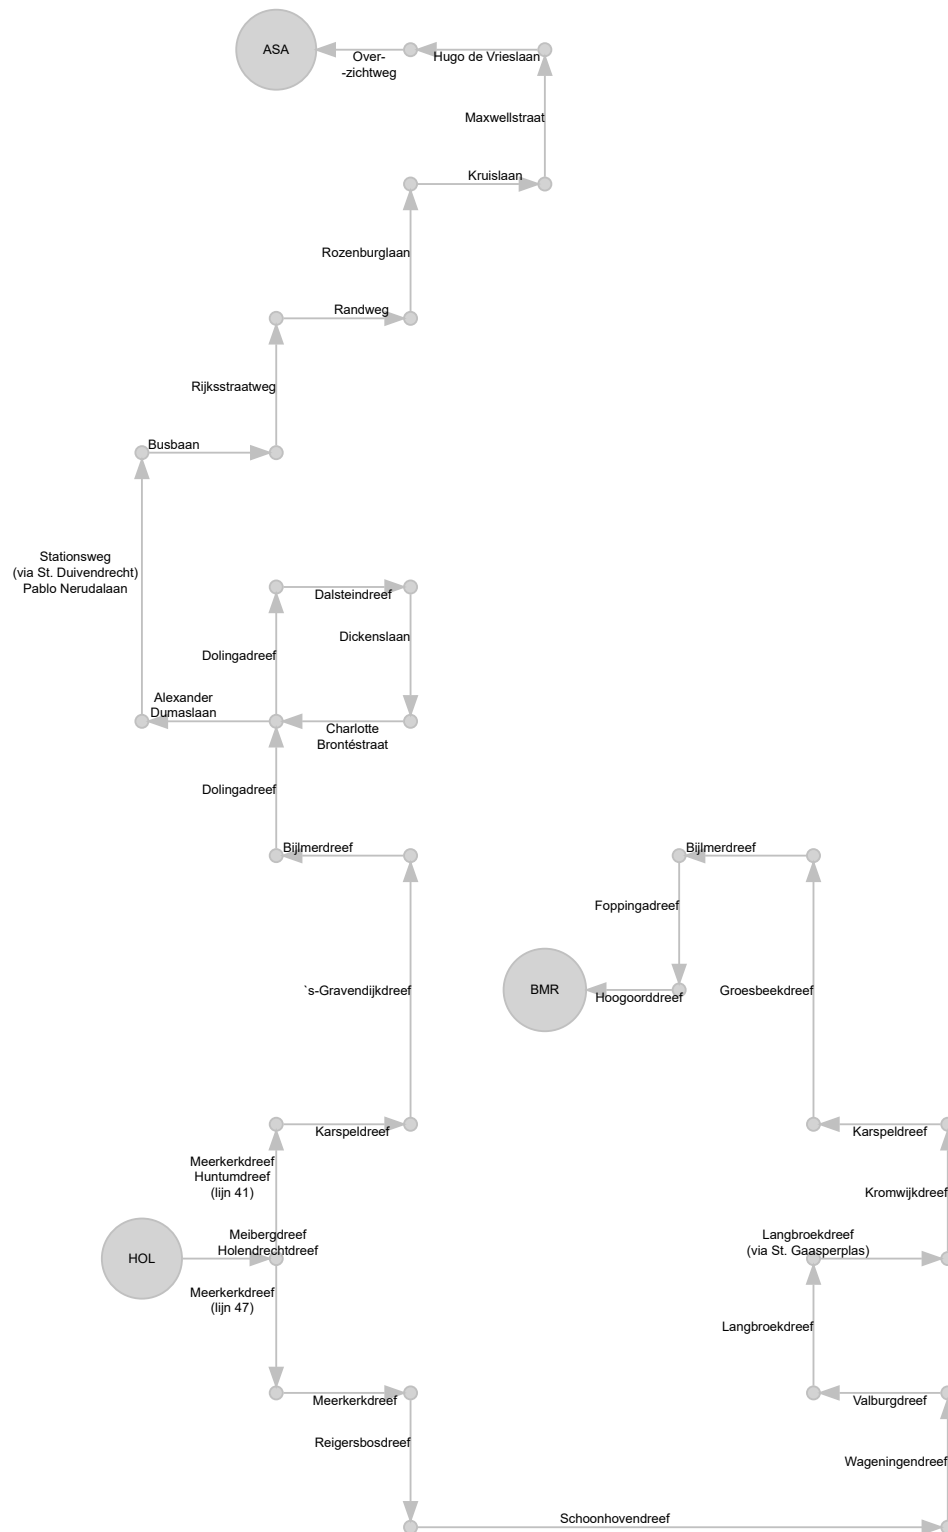 ASA
Over-
-zichtweg
Hugo de Vrieslaan
Maxwellstraat
Kruislaan
Rozenburglaan
Randweg
Rijksstraatweg
Busbaan
Stationsweg
(via St. Duivendrecht)
Pablo Nerudalaan
Dalsteindreef
Dickenslaan
Dolingadreef
Alexander
Dumaslaan
Charlotte
Brontéstraat
Dolingadreef
Bijlmerdreef
Bijlmerdreef
Foppingadreef
BMR
Hoogoorddreef
Groesbeekdreef
`s-Gravendijkdreef
Karspeldreef
Karspeldreef
Meerkerkdreef
Huntumdreef
(lijn 41)
Kromwijkdreef
HOL
Meibergdreef
Holendrechtdreef
Langbroekdreef
(via St. Gaasperplas)
Meerkerkdreef
(lijn 47)
Langbroekdreef
Meerkerkdreef
Valburgdreef
Reigersbosdreef
Wageningendreef
Schoonhovendreef